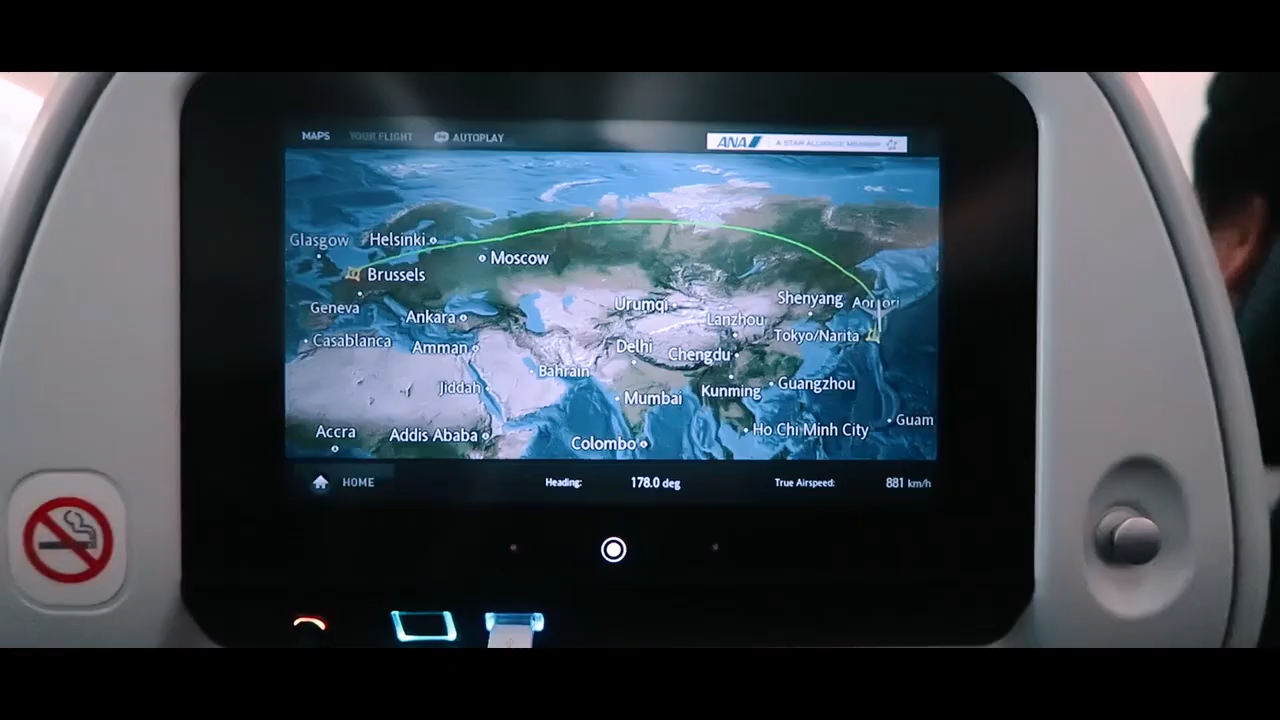 MAPS YOUR FLIGHT AUTOPLAY
ANA A STAR ALLIANCE MEMBER
Glasgow Helsinki
Moscow
Brussels
Geneva Urumqi Shenyang Aomori
Ankara Lanzhou
Casablanca Amman Delhi Chengdu Tokyo/Narita
Jiddah Bahrain Mumbai Kunming Guangzhou
Accra Addis Ababa Colombo Ho Chi Minh City Guam
HOME Heading: 178.0 deg True Airspeed: 881 km/h